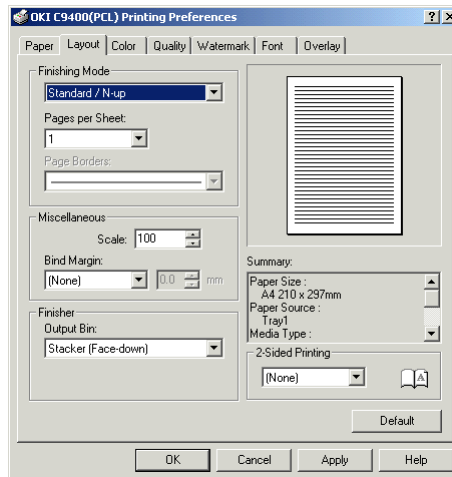 OKI C9400(PCL) Printing Preferences
Paper Layout Color Quality Watermark Font Overlay
Finishing Mode
Standard / N-up
Pages per Sheet:
1
Page Borders:
Miscellaneous
Scale: 100
Bind Margin:
(None) 0.0 mm
Finisher
Output Bin:
Stacker (Face-down)
Summary:
Paper Size :
A4 210 x 297mm
Paper Source :
Tray1
Media Type :
2-Sided Printing
(None)
A
Default
OK Cancel Apply Help